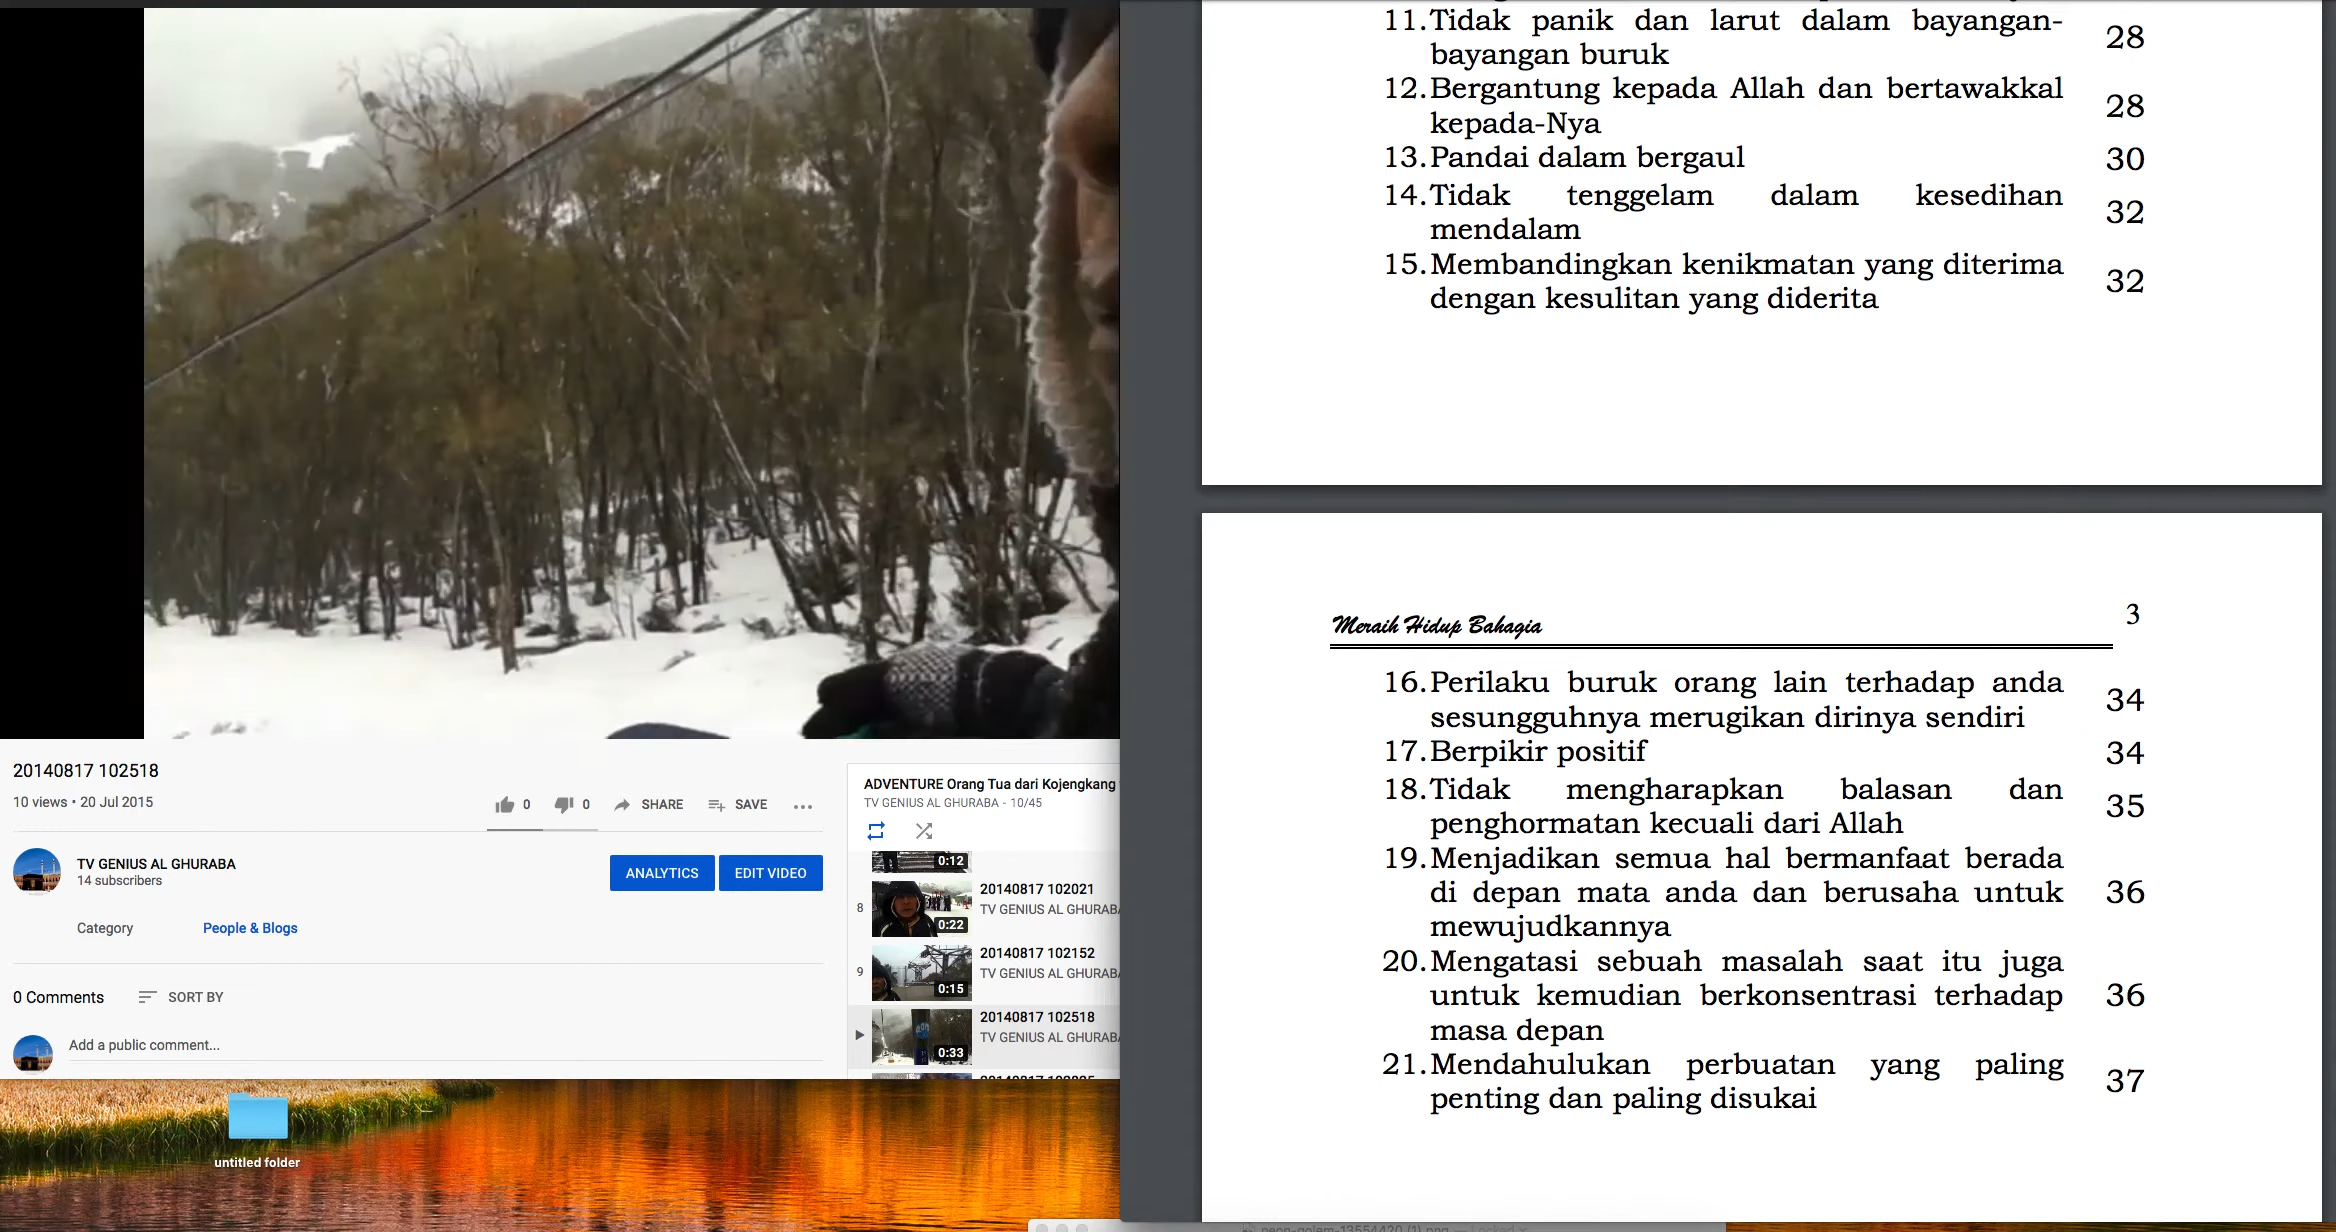 20140817 102518
10 views • 20 Jul 2015
0
0
SHARE
SAVE
TV GENIUS AL GHURABA
14 subscribers
ANALYTICS
EDIT VIDEO
Category
People & Blogs
0 Comments
SORT BY
Add a public comment...
ADVENTURE Orang Tua dari Kojengkang
TV GENIUS AL GHURABA - 10/45
0:12
8
0:22
20140817 102021
TV GENIUS AL GHURABA
9
0:15
20140817 102152
TV GENIUS AL GHURABA
0:33
20140817 102518
TV GENIUS AL GHURABA
untitled folder
11. Tidak panik dan larut dalam bayangan-
bayangan buruk 28
12. Bergantung kepada Allah dan bertawakkal
kepada-Nya 28
13. Pandai dalam bergaul 30
14. Tidak tenggelam dalam kesedihan
mendalam 32
15. Membandingkan kenikmatan yang diterima
dengan kesulitan yang diderita 32
Meraih Hidup Bahagia 3
16. Perilaku buruk orang lain terhadap anda
sesungguhnya merugikan dirinya sendiri 34
17. Berpikir positif 34
18. Tidak mengharapkan balasan dan
penghormatan kecuali dari Allah 35
19. Menjadikan semua hal bermanfaat berada
di depan mata anda dan berusaha untuk 36
mewujudkannya
20. Mengatasi sebuah masalah saat itu juga
untuk kemudian berkonsentrasi terhadap 36
masa depan
21. Mendahulukan perbuatan yang paling
penting dan paling disukai 37